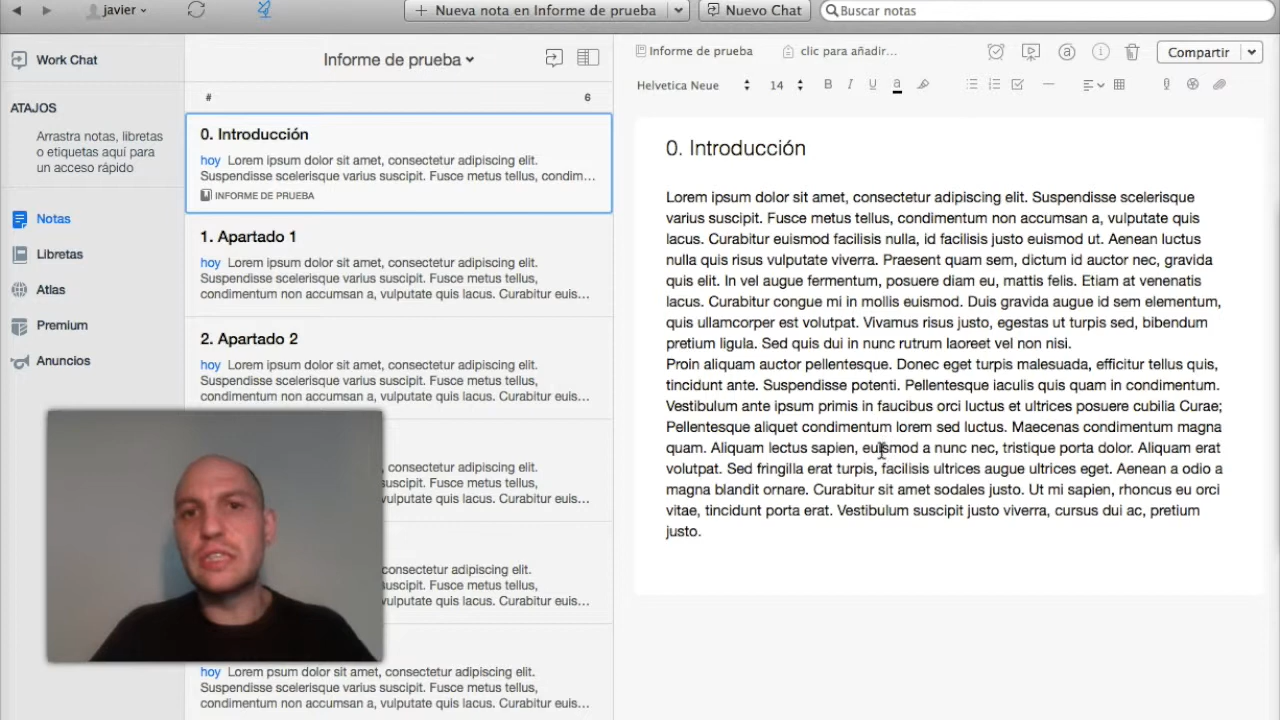 javier
Nueva nota en Informe de prueba
Nuevo Chat
Buscar notas
Work Chat
ATAJOS
Arrastra notas, libretas
o etiquetas aquí para
un acceso rápido
Notas
Libretas
Atlas
Premium
Anuncios
Informe de prueba
# 6
0. Introducción
hoy Lorem ipsum dolor sit amet, consectetur adipiscing elit.
Suspendisse scelerisque varius suscipit. Fusce metus tellus, condim...
INFORME DE PRUEBA
1. Apartado 1
hoy Lorem ipsum dolor sit amet, consectetur adipiscing elit.
Suspendisse scelerisque varius suscipit. Fusce metus tellus,
condimentum non accumsan a, vulputate quis lacus. Curabitur euis...
2. Apartado 2
hoy Lorem ipsum dolor sit amet, consectetur adipiscing elit.
Suspendisse scelerisque varius suscipit. Fusce metus tellus,
condimentum non accumsan a, vulputate quis lacus. Curabitur euis...
consectetur adipiscing elit.
Fusce metus tellus,
vulputate quis lacus. Curabitur euis...
consectetur adipiscing elit.
Fusce metus tellus,
vulputate quis lacus. Curabitur euis...
hoy Lorem psum dolor sit amet, consectetur adipiscing elit.
Suspendisse scelerisque varius suscipit. Fusce metus tellus,
condimentum non accumsan a, vulputate quis lacus. Curabitur euis...
Informe de prueba
clic para añadir...
Compartir
Helvetica Neue 14 B I U a
0. Introducción
Lorem ipsum dolor sit amet, consectetur adipiscing elit. Suspendisse scelerisque
varius suscipit. Fusce metus tellus, condimentum non accumsan a, vulputate quis
lacus. Curabitur euismod facilisis nulla, id facilisis justo euismod ut. Aenean luctus
nulla quis risus vulputate viverra. Praesent quam sem, dictum id auctor nec, gravida
quis elit. In vel augue fermentum, posuere diam eu, mattis felis. Etiam at venenatis
lacus. Curabitur congue mi in mollis euismod. Duis gravida augue id sem elementum,
quis ullamcorper est volutpat. Vivamus risus justo, egestas ut turpis sed, bibendum
pretium ligula. Sed quis dui in nunc rutrum laoreet vel non nisi.
Proin aliquam auctor pellentesque. Donec eget turpis malesuada, efficitur tellus quis,
tincidunt ante. Suspendisse potenti. Pellentesque iaculis quis quam in condimentum.
Vestibulum ante ipsum primis in faucibus orci luctus et ultrices posuere cubilia Curae;
Pellentesque aliquet condimentum lorem sed luctus. Maecenas condimentum magna
quam. Aliquam lectus sapien, euismod a nunc nec, tristique porta dolor. Aliquam erat
volutpat. Sed fringilla erat turpis, facilisis ultrices augue ultrices eget. Aenean a odio a
magna blandit ornare. Curabitur sit amet sodales justo. Ut mi sapien, rhoncus eu orci
vitae, tincidunt porta erat. Vestibulum suscipit justo viverra, cursus dui ac, pretium
justo.